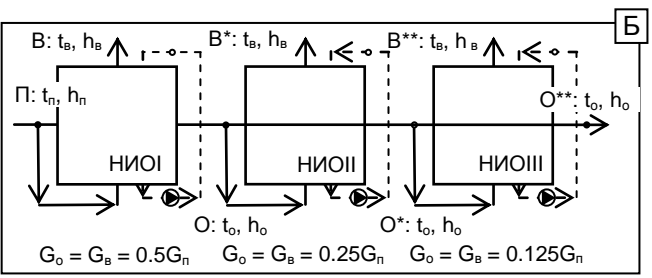 Б
В: tв, hв
В*: tв, hв
В**: tв, hв
П: tп, hп
О**: tо, hо
НИОI
НИОII
НИОIII
О: tо, hо
О*: tо, hо
Gо = Gв = 0.5Gп
Gо = Gв = 0.25Gп
Gо = Gв = 0.125Gп